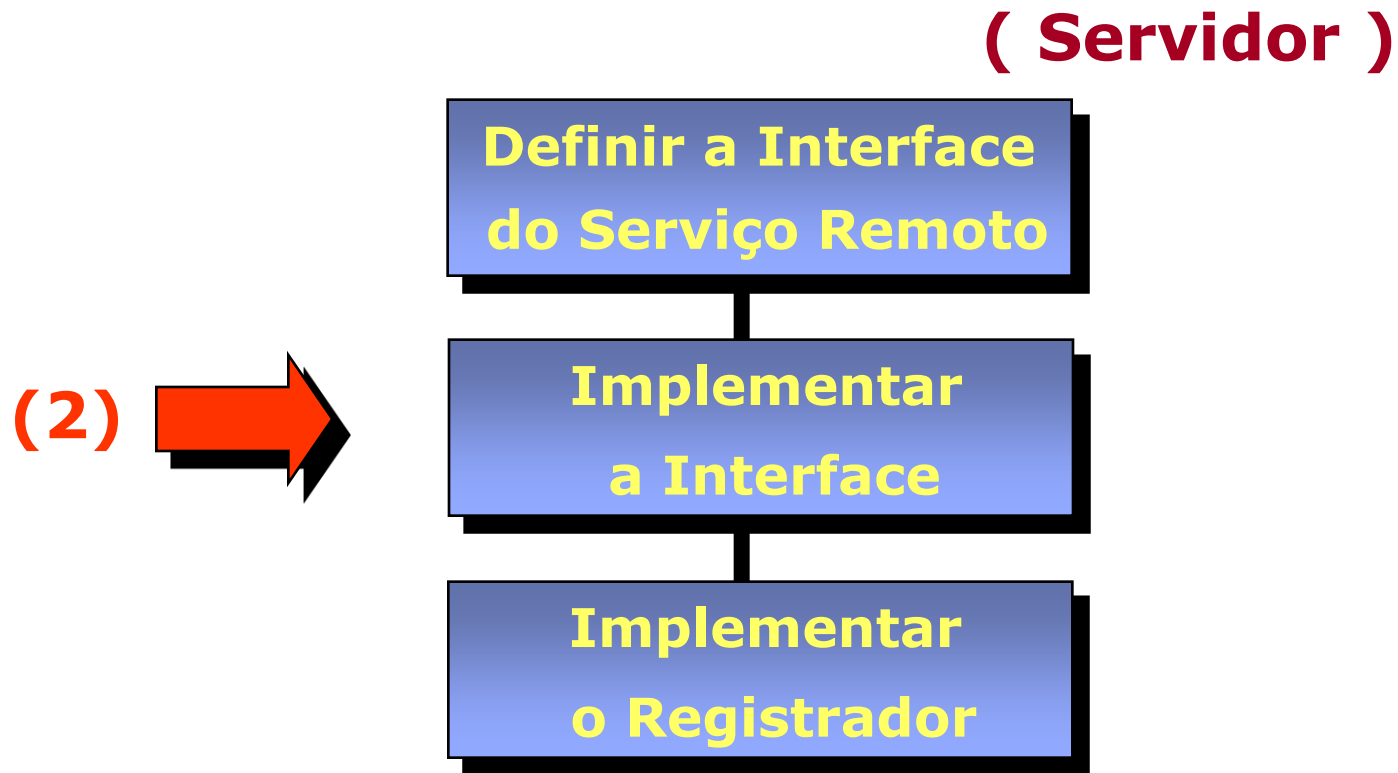 ( Servidor )
Definir a Interface
do Serviço Remoto
(2)
Implementar
a Interface
Implementar
o Registrador